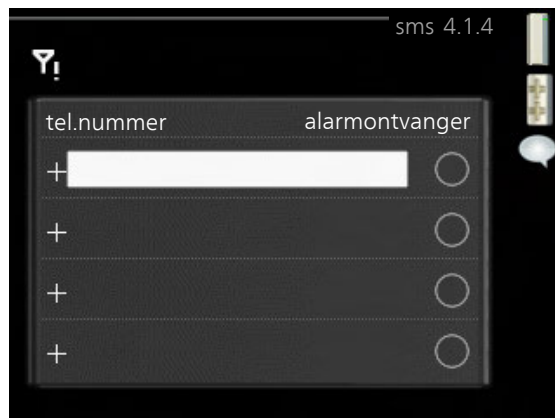 sms 4.1.4
tel.nummer alarmontvanger
+
+
+
+